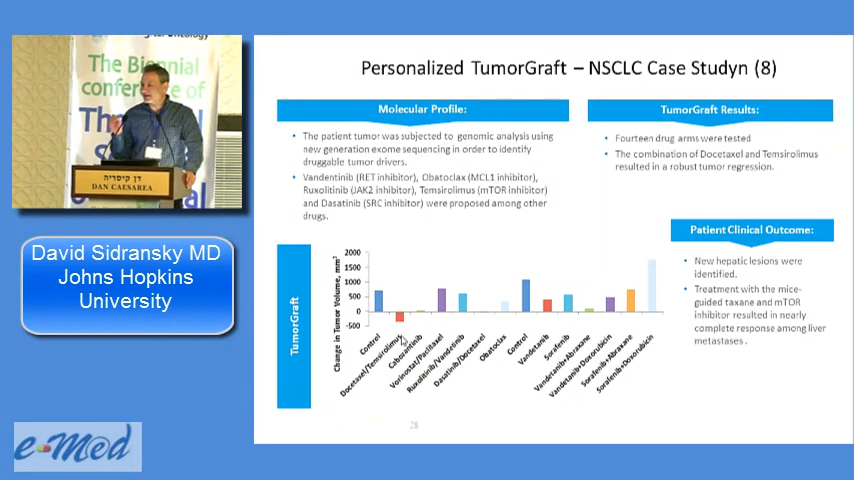 ger Oncology
The Biennial
conference of
The
דן קיסריה
DAN CAESAREA
David Sidransky MD
Johns Hopkins
University
e-Med
Personalized TumorGraft – NSCLC Case Studyn (8)
Molecular Profile:
• The patient tumor was subjected to genomic analysis using
new generation exome sequencing in order to identify
druggable tumor drivers.
• Vandentinib (RET inhibitor), Obatoclax (MCL1 inhibitor),
Ruxolitinib (JAK2 inhibitor), Temsirolimus (mTOR inhibitor)
and Dasatinib (SRC inhibitor) were proposed among other
drugs.
TumorGraft Results:
• Fourteen drug arms were tested
• The combination of Docetaxel and Temsirolimus
resulted in a robust tumor regression.
Patient Clinical Outcome:
• New hepatic lesions were
identified.
• Treatment with the mice-
guided taxane and mTOR
inhibitor resulted in nearly
complete response among liver
metastases .
TumorGraft
Change in Tumor Volume, mm³
2000
1500
1000
500
0
-500
Control
Docetaxel/Temsirolimus
Cabozantinib
Vorinostat/Paclitaxel
Ruxolitinib/Vandetinib
Dasatinib/Docetaxel
Obatoclax
Control
Vandetanib
Sorafenib
Vandetanib+Abraxane
Vandetanib+Doxorubicin
Sorafenib+Abraxane
Sorafenib+Doxorubicin
28